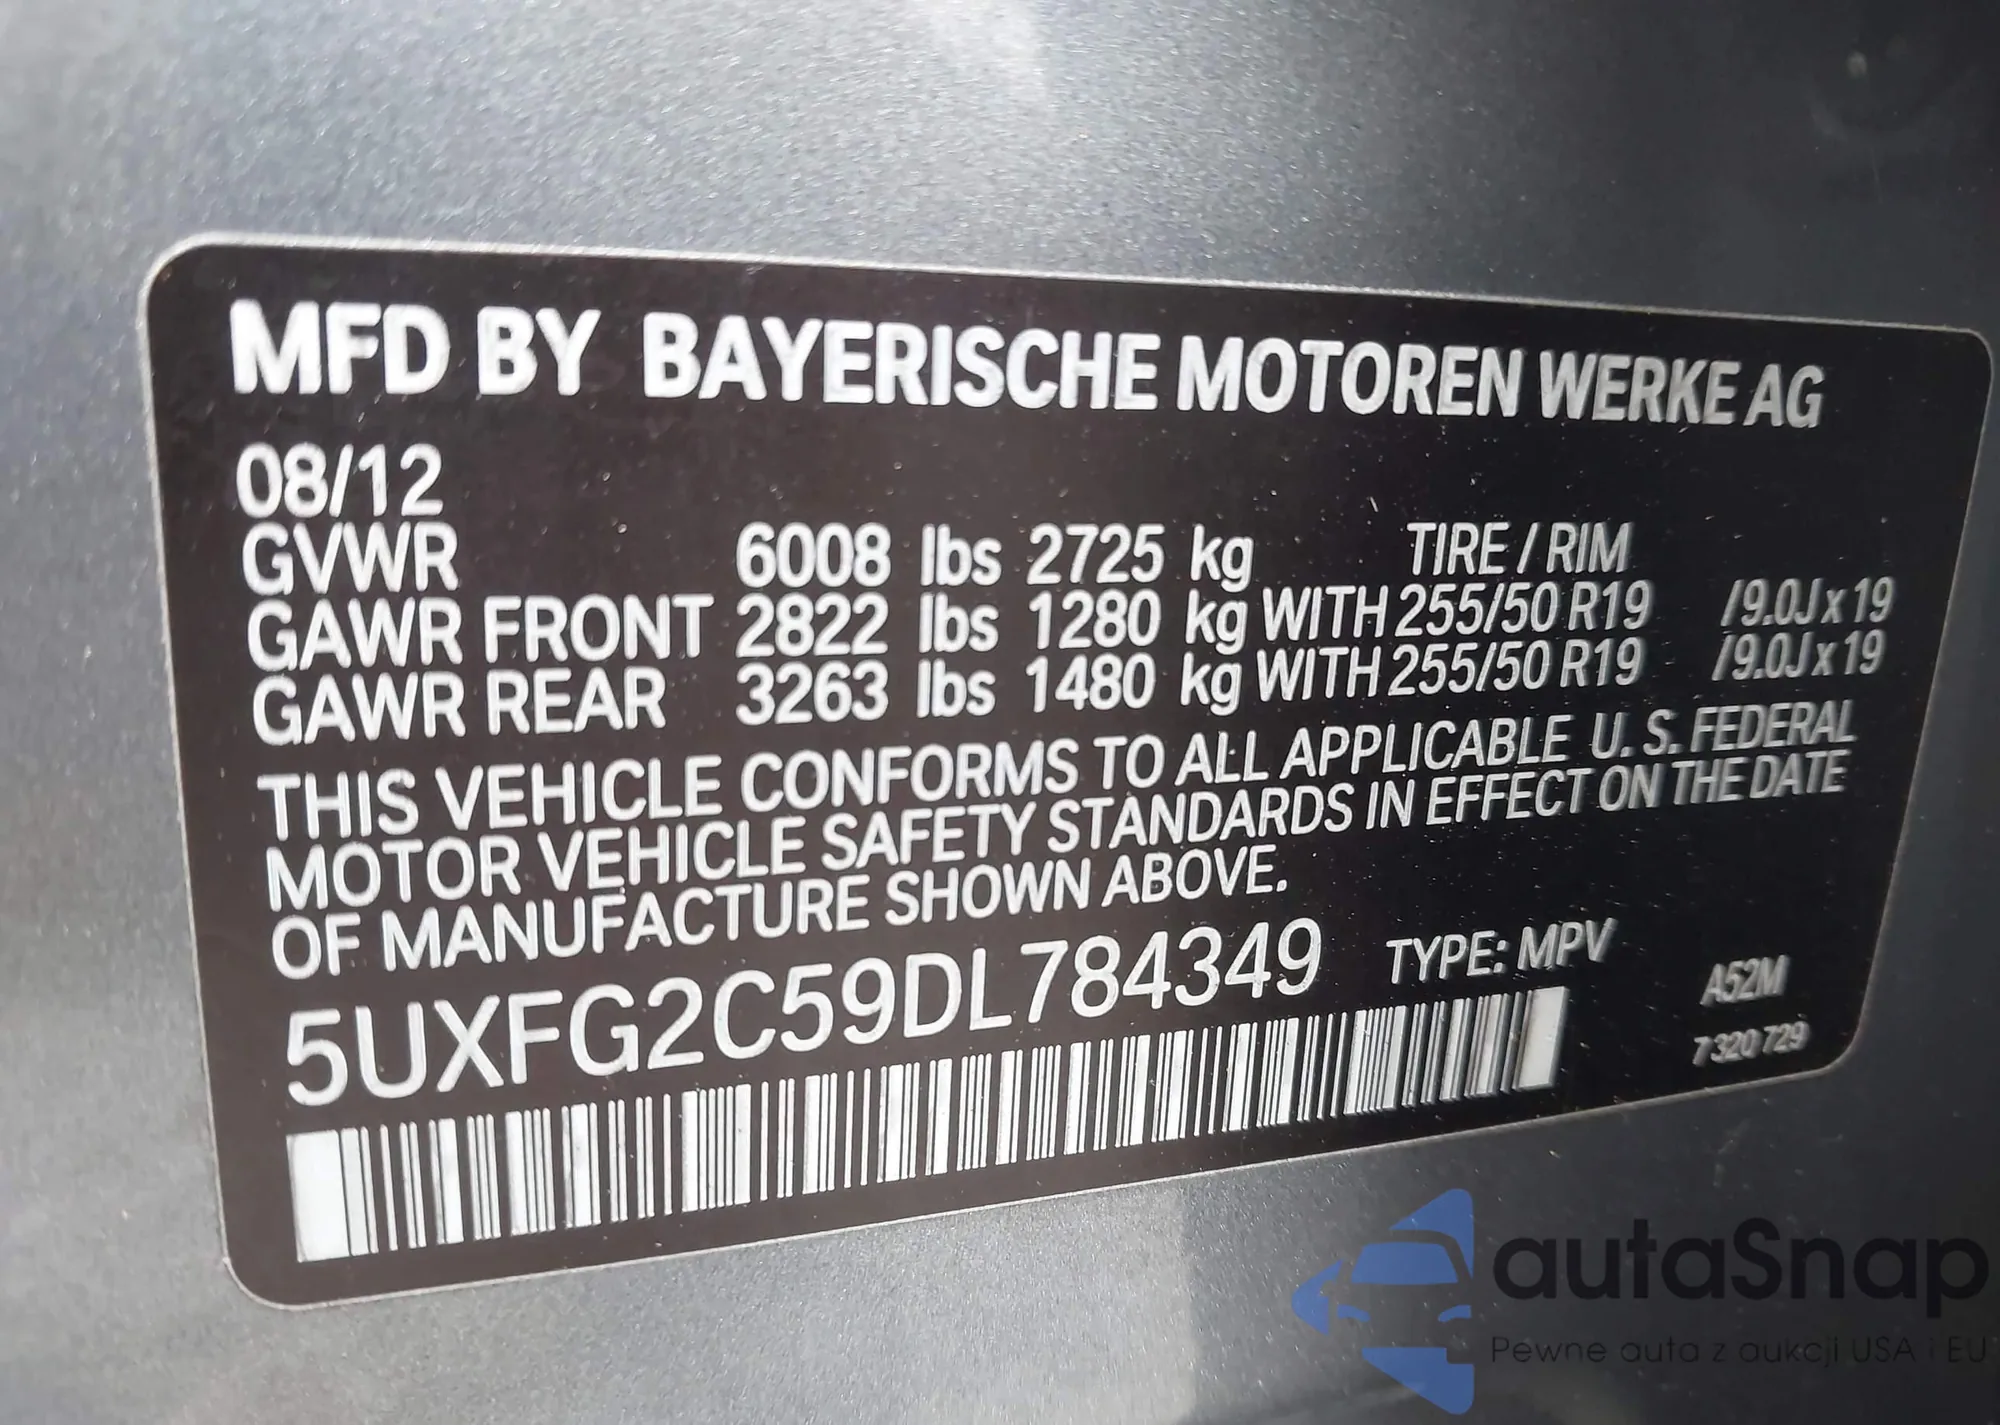 MFD BY BAYERISCHE MOTOREN WERKE AG
08/12
GVWR 6008 lbs 2725 kg TIRE / RIM
GAWR FRONT 2822 lbs 1280 kg WITH 255/50 R19 /9.0J x 19
GAWR REAR 3263 lbs 1480 kg WITH 255/50 R19 /9.0J x 19
THIS VEHICLE CONFORMS TO ALL APPLICABLE U. S. FEDERAL
MOTOR VEHICLE SAFETY STANDARDS IN EFFECT ON THE DATE
OF MANUFACTURE SHOWN ABOVE.
5UXFG2C59DL784349 TYPE: MPV A52M
7 320 729
autaSnap
Pewne auta z aukcji USA i EU